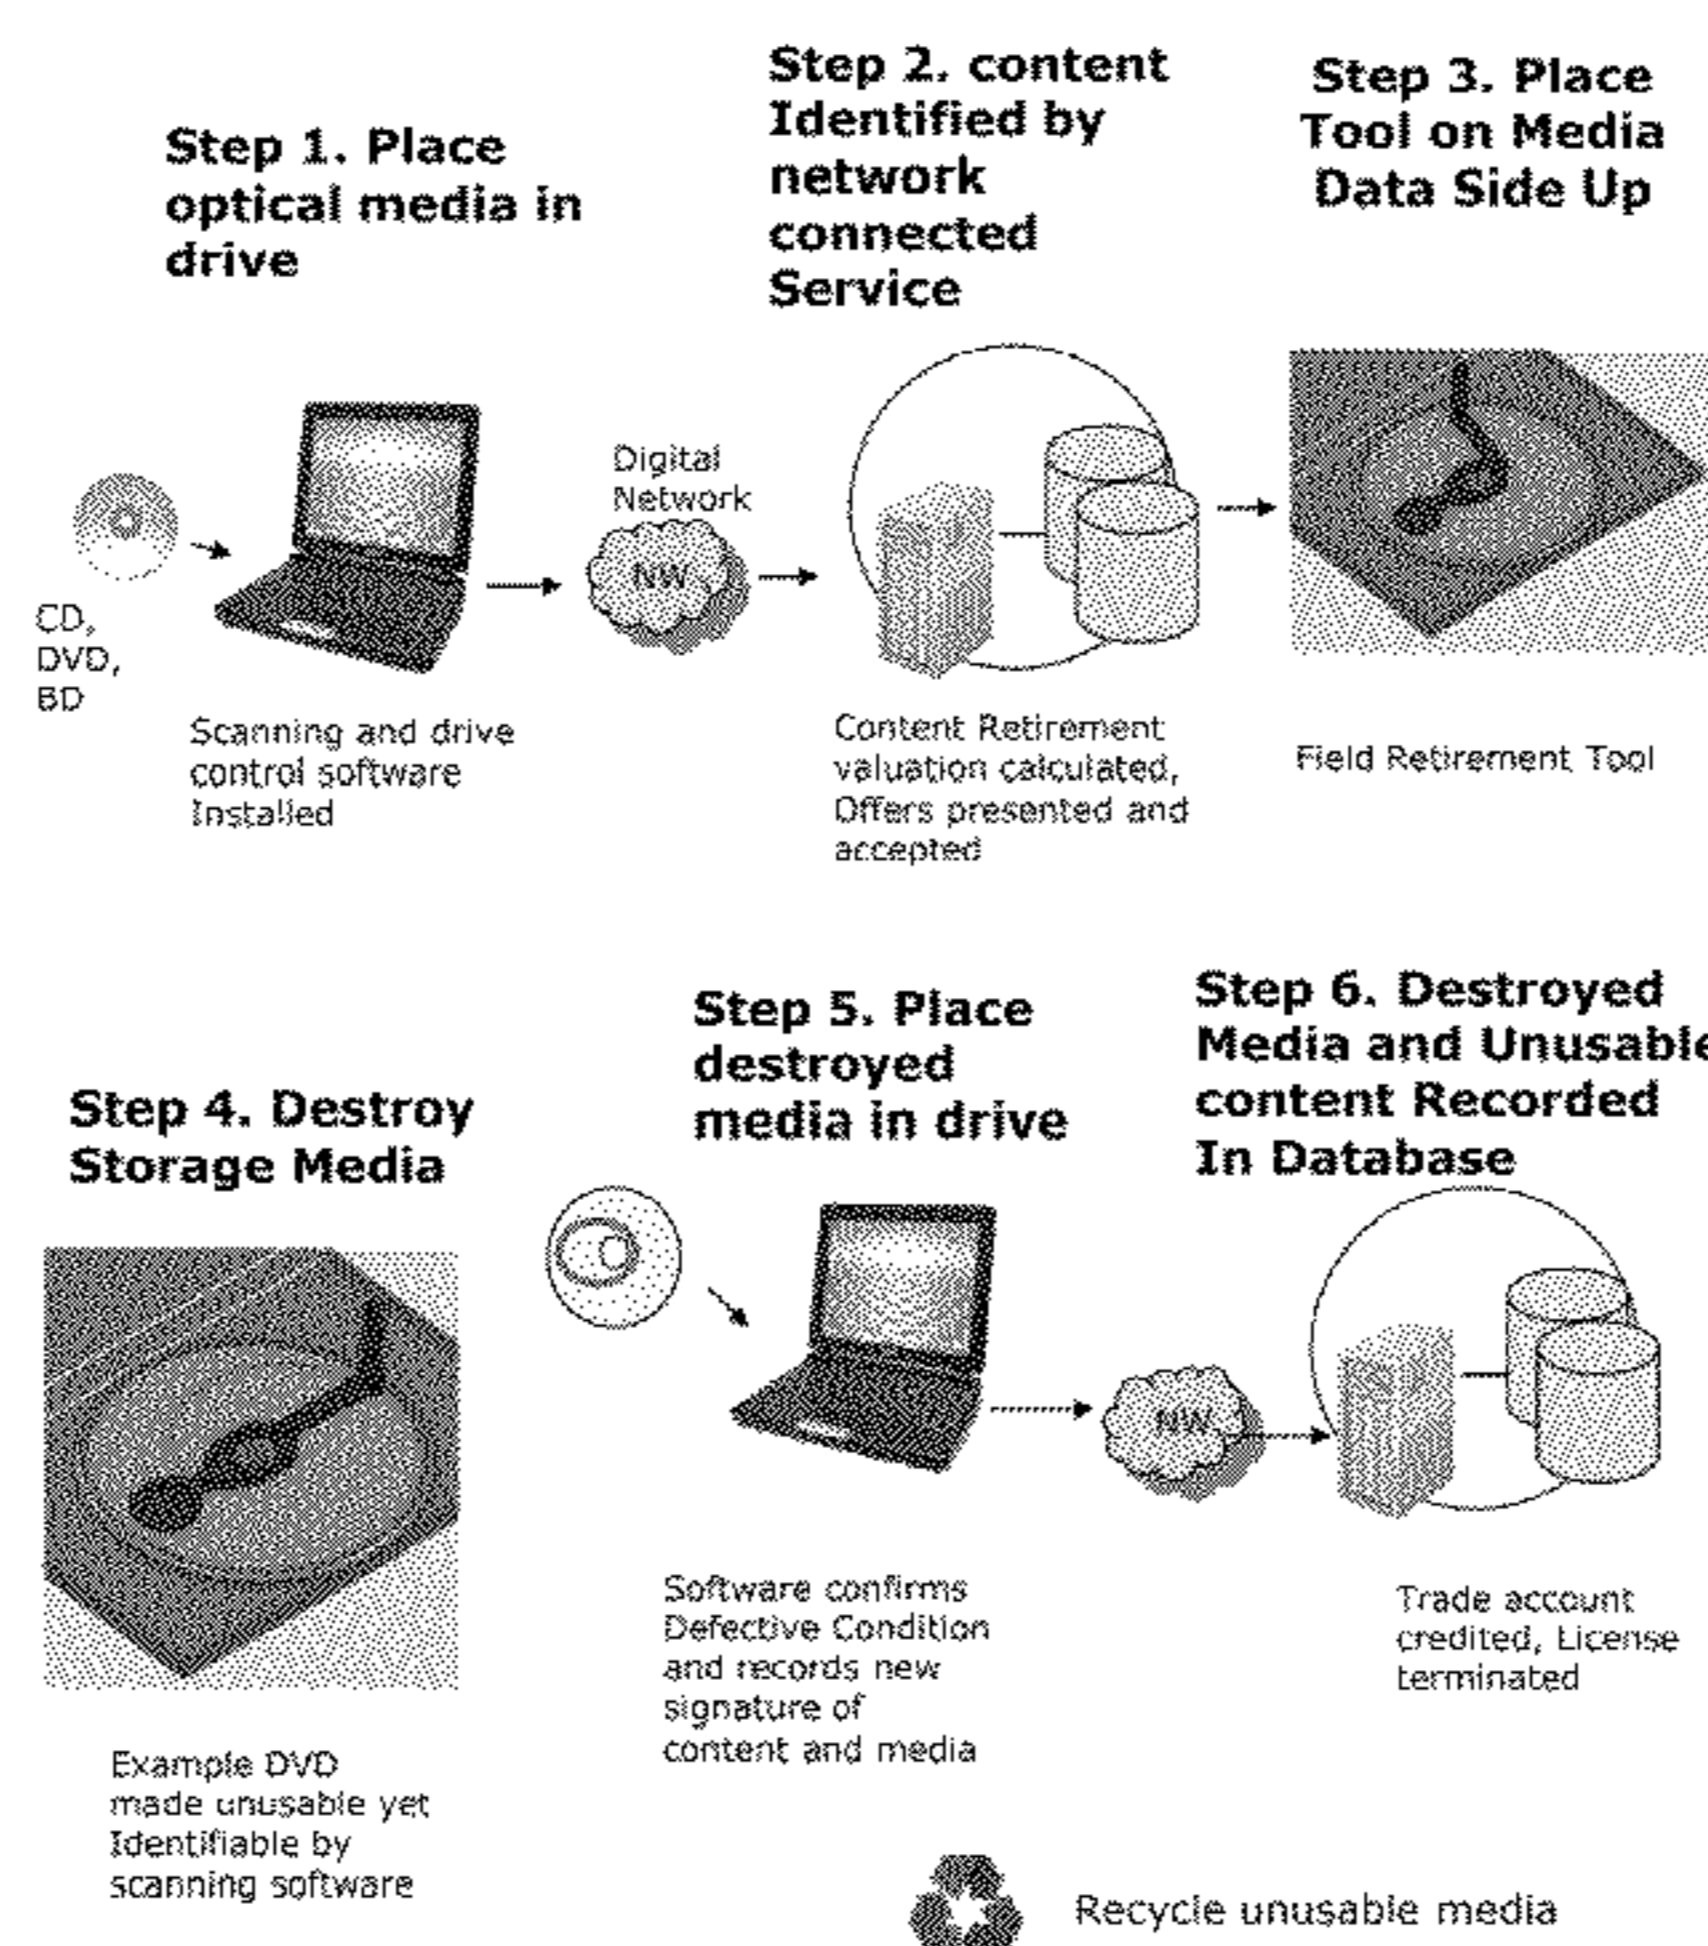 Step 1. Place
optical media in
drive
Step 2. content
Identified by
network
connected
Service
Step 3. Place
Tool on Media
Data Side Up
Digital
Network
NW
CD,
DVD,
BD
Scanning and drive
control software
Installed
Content Retirement
valuation calculated,
Offers presented and
accepted
Field Retirement Tool
Step 4. Destroy
Storage Media
Step 5. Place
destroyed
media in drive
Step 6. Destroyed
Media and Unusable
content Recorded
In Database
NW
Example DVD
made unusable yet
Identifiable by
scanning software
Software confirms
Defective Condition
and records new
signature of
content and media
Trade account
credited, License
terminated
Recycle unusable media